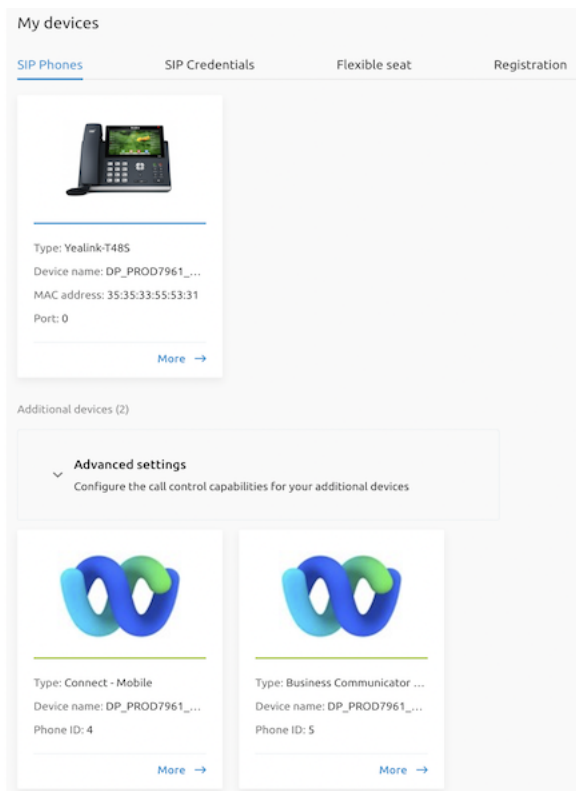 My devices
SIP Phones SIP Credentials Flexible seat Registration
Type: Yealink-T48S
Device name: DP_PROD7961_...
MAC address: 35:35:33:55:53:31
Port: 0
More →
Additional devices (2)
Advanced settings
Configure the call control capabilities for your additional devices
Type: Connect - Mobile
Device name: DP_PROD7961_...
Phone ID: 4
More →
Type: Business Communicator ...
Device name: DP_PROD7961_...
Phone ID: 5
More →